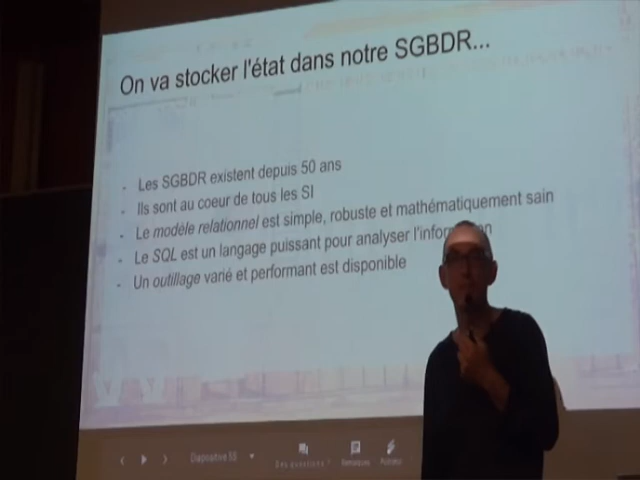 On va stocker l'état dans notre SGBDR...
- Les SGBDR existent depuis 50 ans
- Ils sont au coeur de tous les SI
- Le modèle relationnel est simple, robuste et mathématiquement sain
- Le SQL est un langage puissant pour analyser l'information
- Un outillage varié et performant est disponible
Diapositive